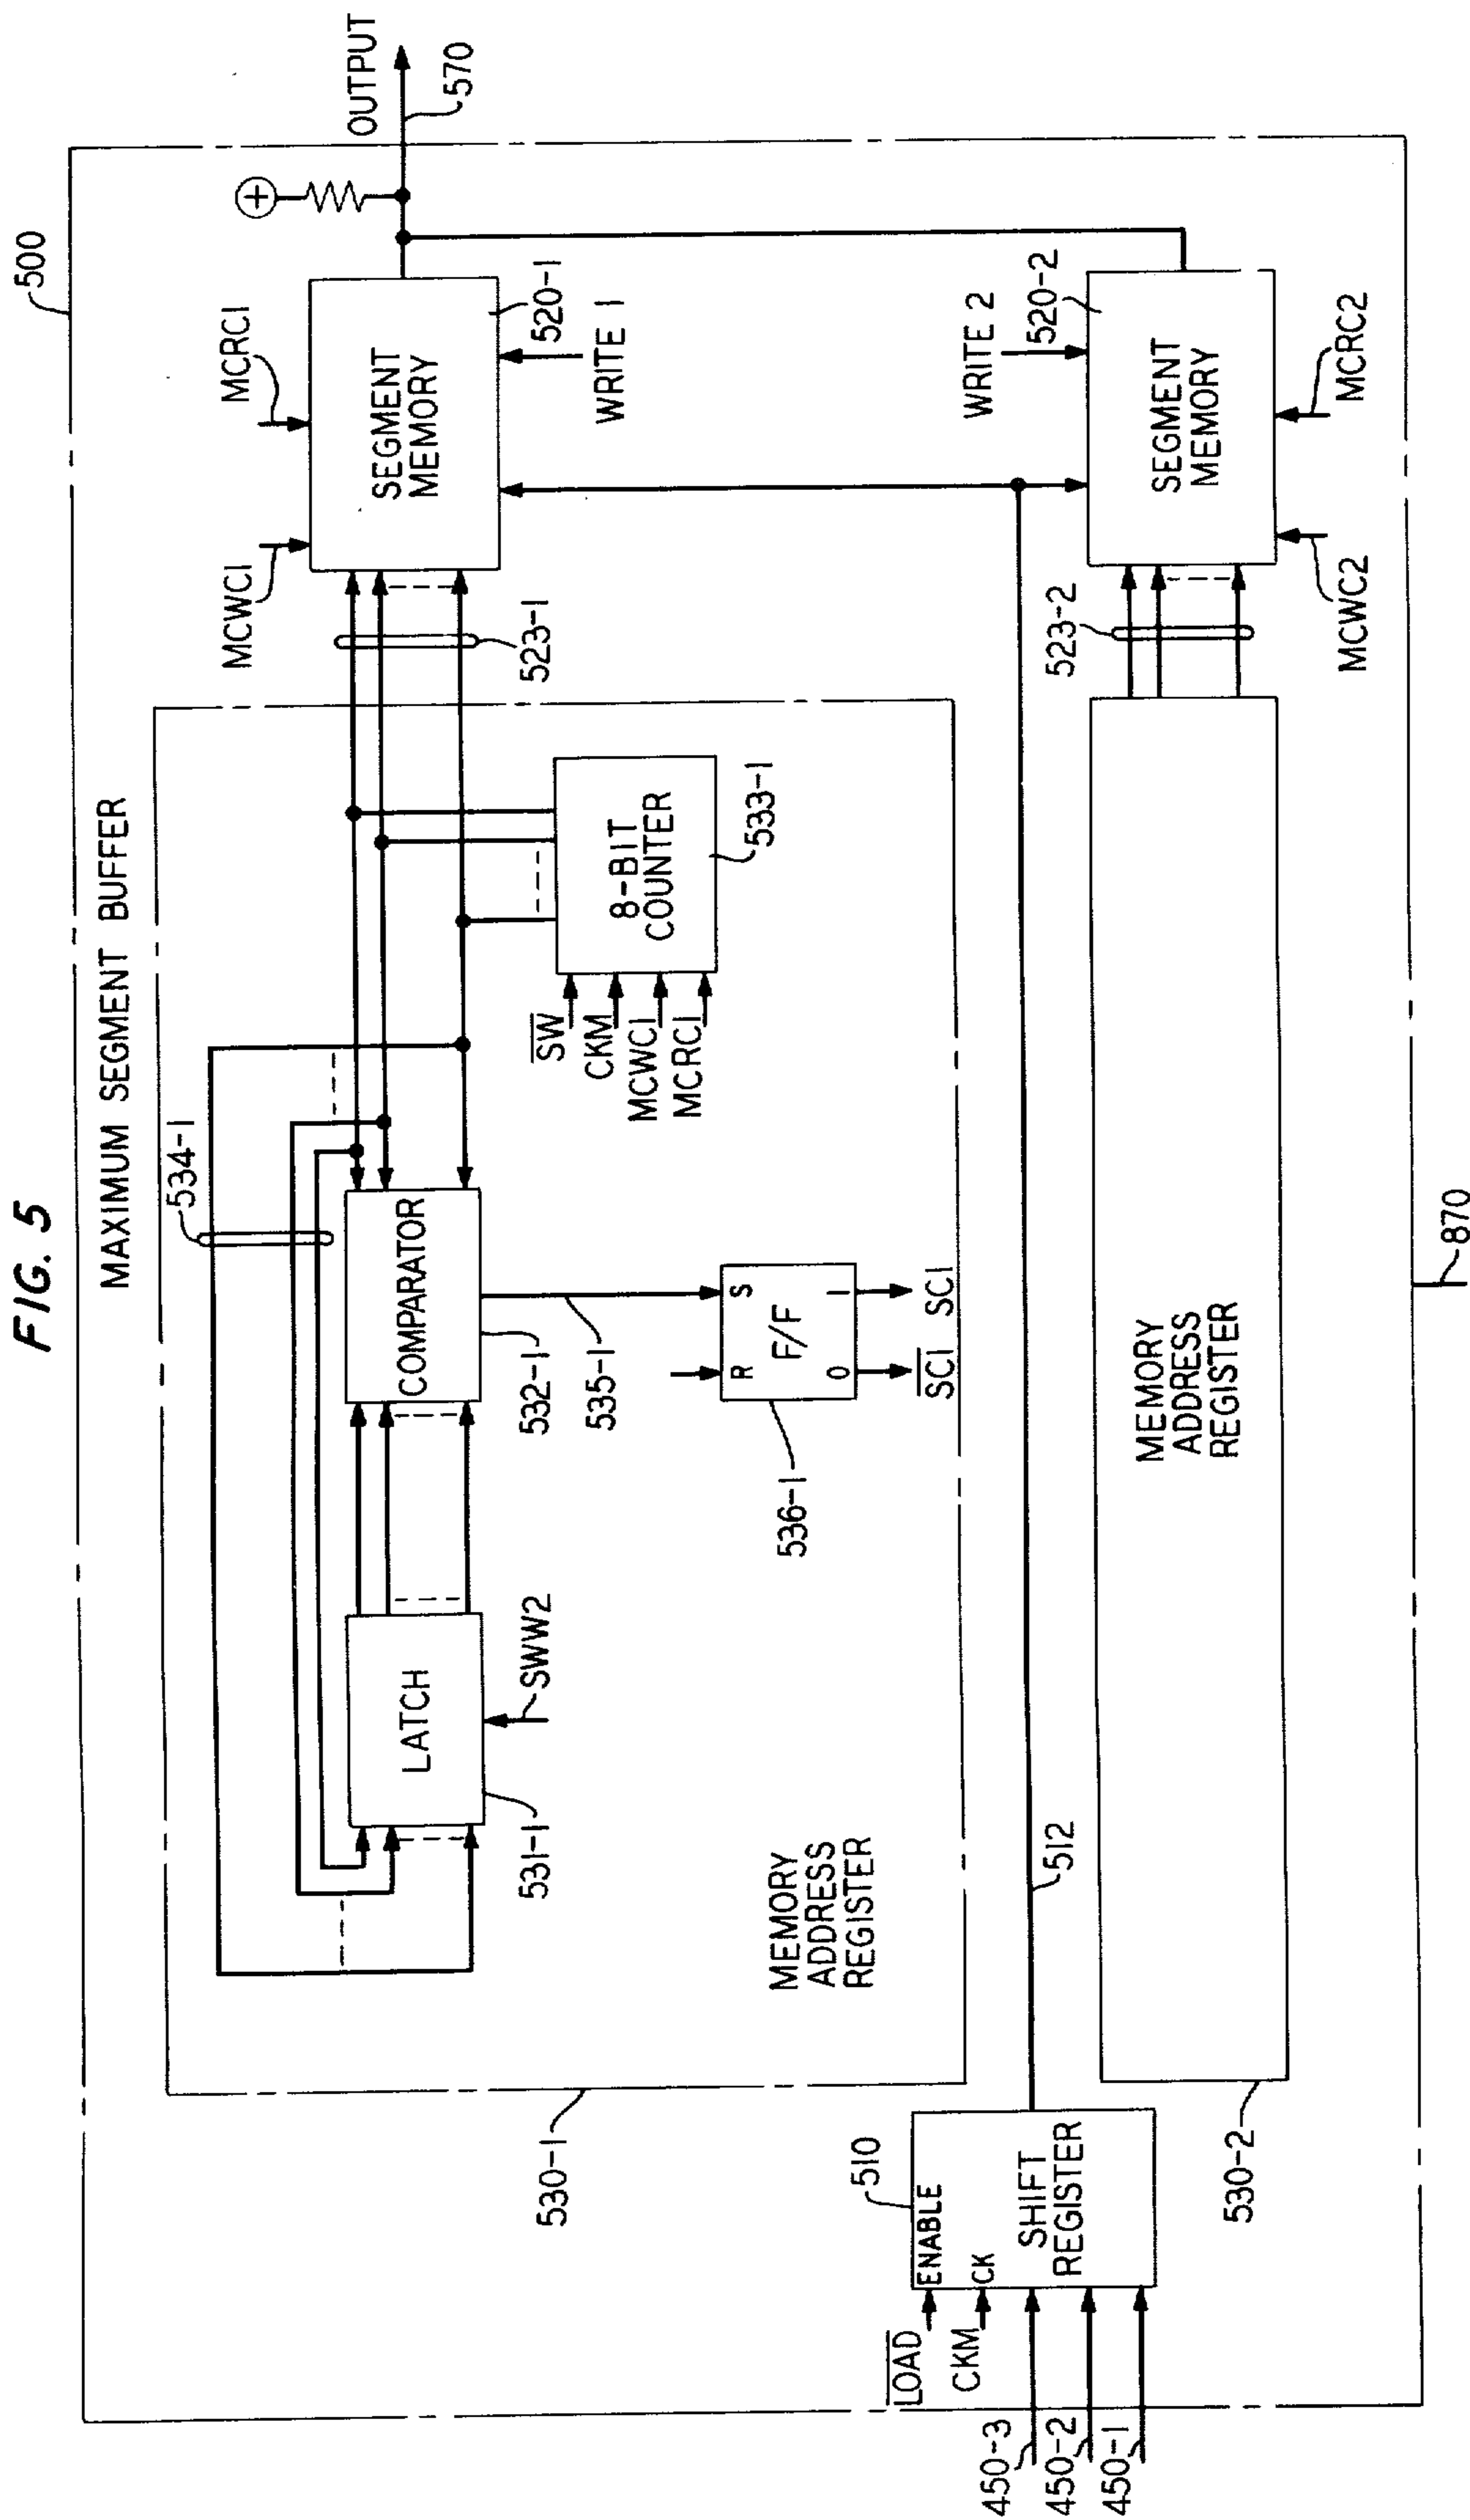 FIG. 5
MAXIMUM SEGMENT BUFFER
500
534-1
LATCH
531-1
SWW2
COMPARATOR
532-1
535-1
R
S
F/F
0
1
536-1
SC1
SC1
8-BIT
COUNTER
533-1
SW
CKM
MCWC1
MCRC1
MEMORY
ADDRESS
REGISTER
530-1
523-1
MCWC1
MCRC1
SEGMENT
MEMORY
520-1
WRITE 1
OUTPUT
570
+
LOAD
CKM
450-3
450-2
450-1
ENABLE
CK
SHIFT
REGISTER
510
512
MEMORY
ADDRESS
REGISTER
530-2
523-2
WRITE 2
520-2
SEGMENT
MEMORY
MCWC2
MCRC2
870